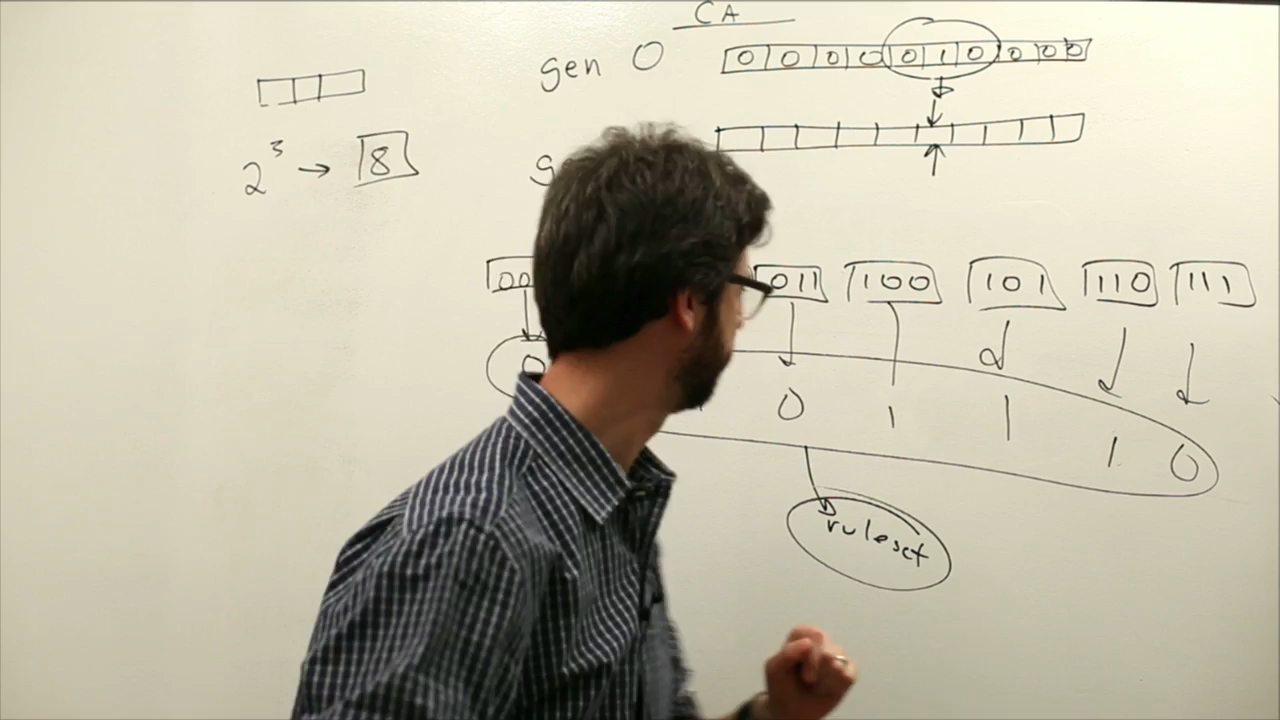 CA
gen 0 0 0 0 0 0 1 0 0 0 0
2³ → 8
g
00 011 100 101 110 111
0 0 1 1 1 0
ruleset